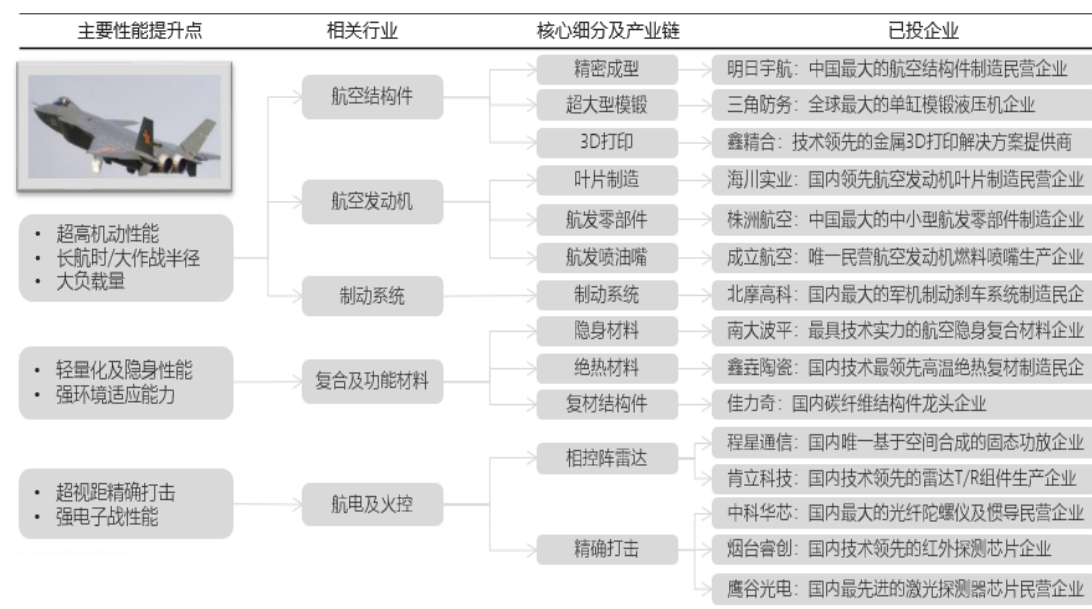 主要性能提升点
相关行业
核心细分及产业链
已投企业
• 超高机动性能
• 长航时/大作战半径
• 大负载量
• 轻量化及隐身性能
• 强环境适应能力
• 超视距精确打击
• 强电子战性能
航空结构件
航空发动机
制动系统
复合及功能材料
航电及火控
精密成型
超大型模锻
3D打印
叶片制造
航发零部件
航发喷油嘴
制动系统
隐身材料
绝热材料
复材结构件
相控阵雷达
精确打击
明日宇航：中国最大的航空结构件制造民营企业
三角防务：全球最大的单缸模锻液压机企业
鑫精合：技术领先的金属3D打印解决方案提供商
海川实业：国内领先航空发动机叶片制造民营企业
株洲航空：中国最大的中小型航发零部件制造企业
成立航空：唯一民营航空发动机燃料喷嘴生产企业
北摩高科：国内最大的军机制动刹车系统制造民企
南大波平：最具技术实力的航空隐身复合材料企业
鑫垚陶瓷：国内技术最领先高温绝热复材制造民企
佳力奇：国内碳纤维结构件龙头企业
程星通信：国内唯一基于空间合成的固态功放企业
肯立科技：国内技术领先的雷达T/R组件生产企业
中科华芯：国内最大的光纤陀螺仪及惯导民营企业
烟台睿创：国内技术领先的红外探测芯片企业
鹰谷光电：国内最先进的激光探测器芯片民营企业